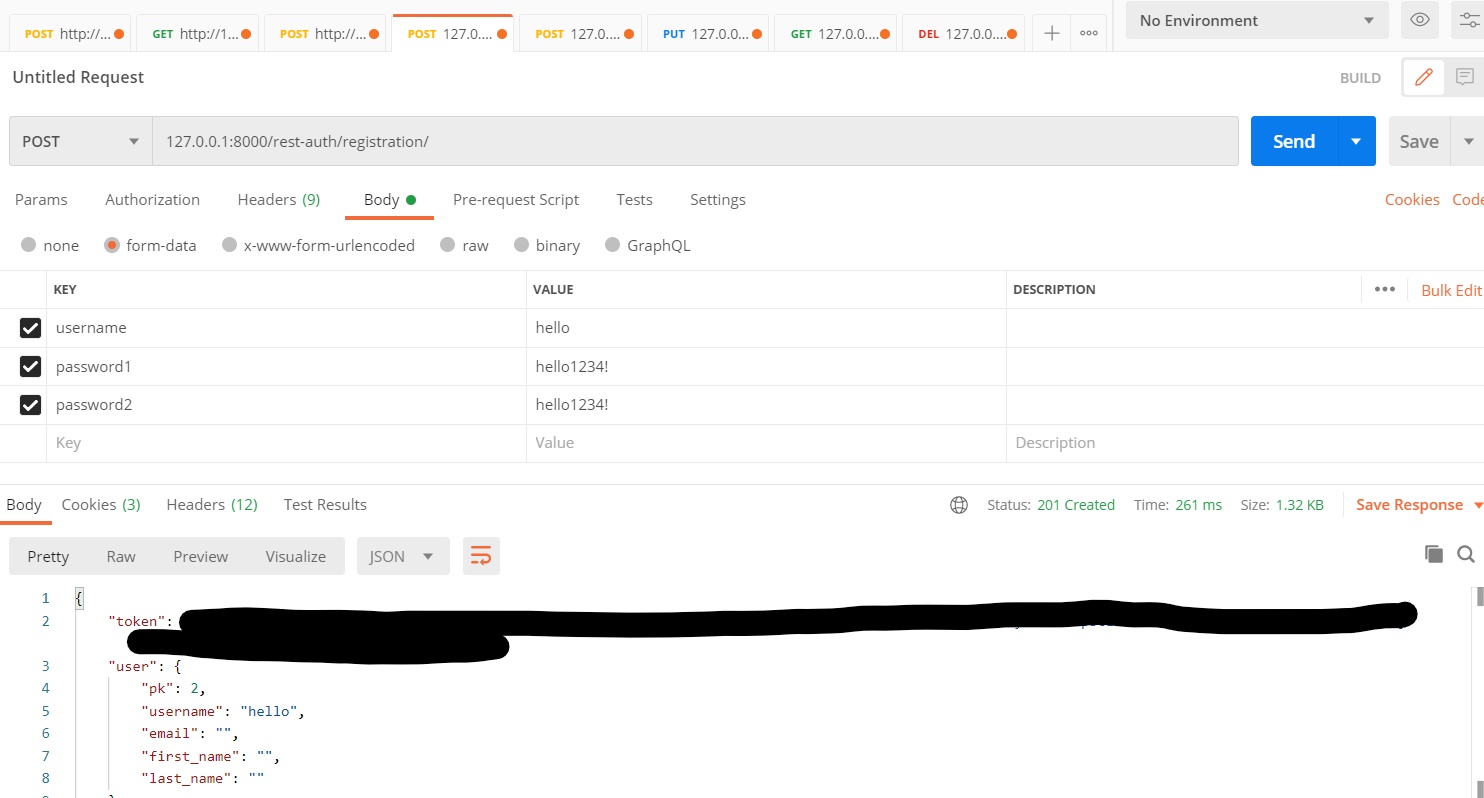 POST http://... GET http://1... POST http://... POST 127.0.... POST 127.0.... PUT 127.0.0... GET 127.0.0.... DEL 127.0.0.... No Environment
Untitled Request BUILD
POST 127.0.0.1:8000/rest-auth/registration/ Send Save
Params Authorization Headers (9) Body Pre-request Script Tests Settings Cookies Code
none form-data x-www-form-urlencoded raw binary GraphQL
KEY VALUE DESCRIPTION ••• Bulk Edit
username hello
password1 hello1234!
password2 hello1234!
Key Value Description
Body Cookies (3) Headers (12) Test Results Status: 201 Created Time: 261 ms Size: 1.32 KB Save Response
Pretty Raw Preview Visualize JSON
1 {
2 "token":
3 "user": {
4 "pk": 2,
5 "username": "hello",
6 "email": "",
7 "first_name": "",
8 "last_name": ""